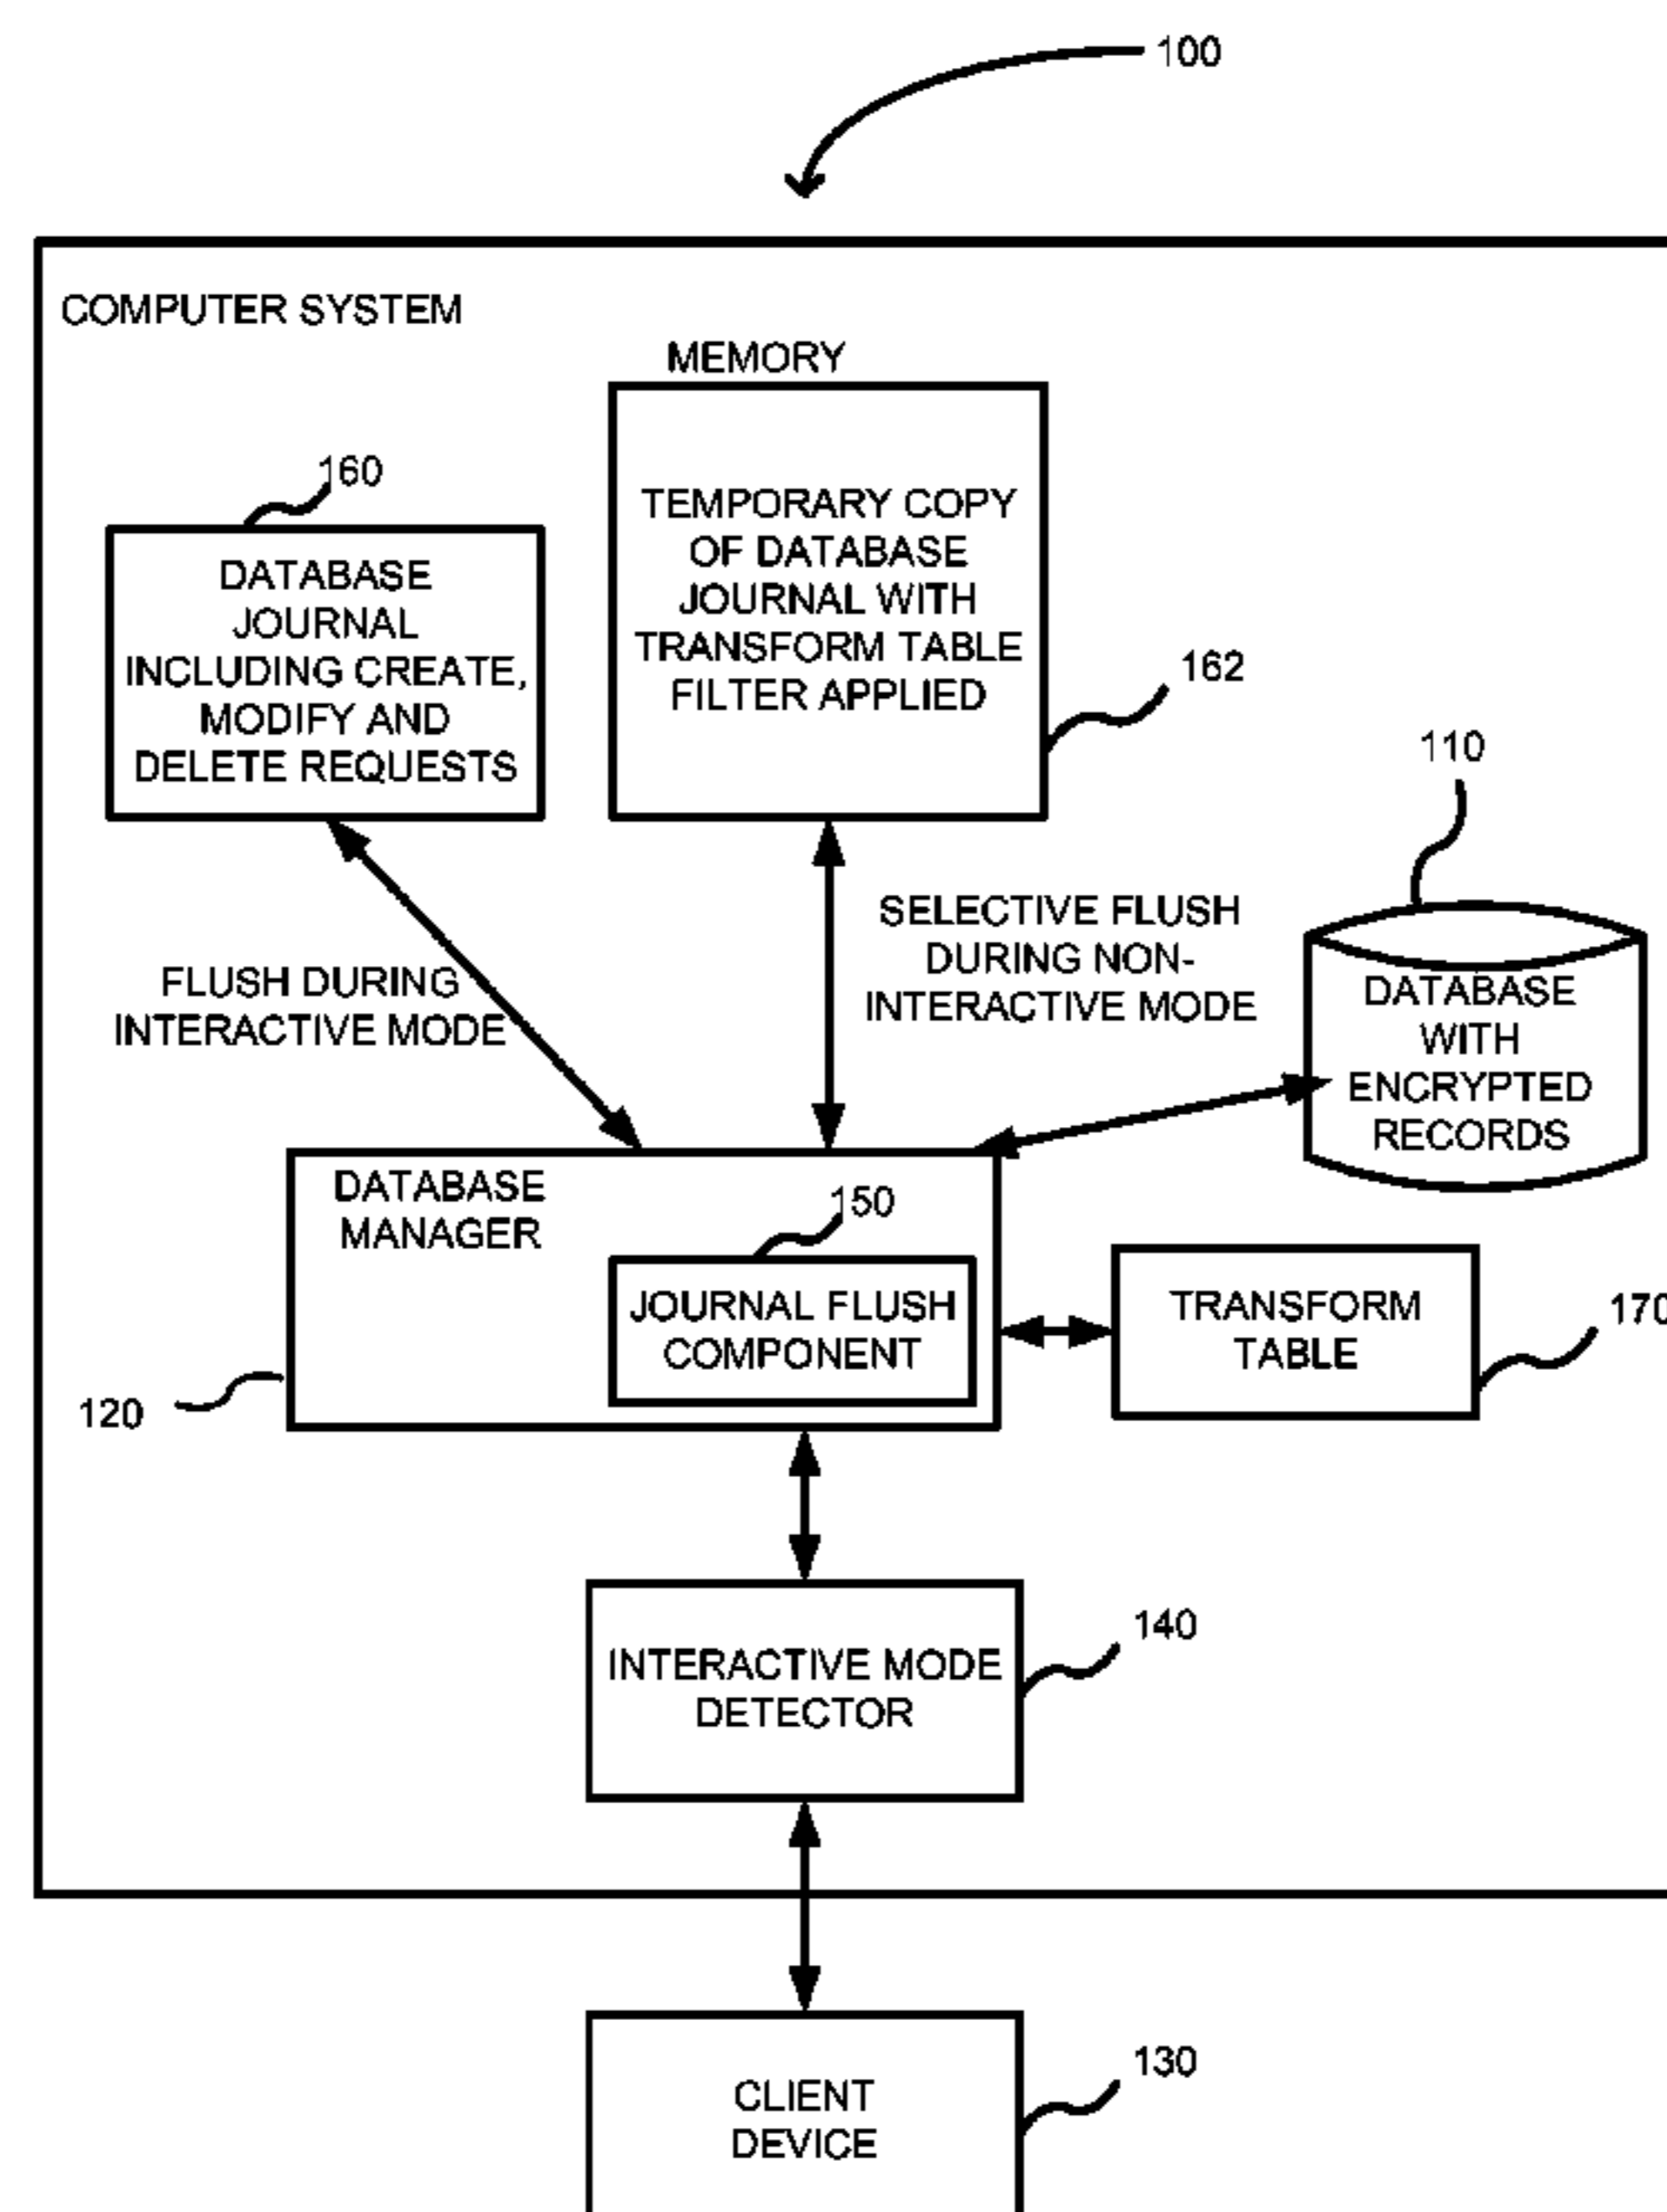 100
COMPUTER SYSTEM
MEMORY
160
DATABASE
JOURNAL
INCLUDING CREATE,
MODIFY AND
DELETE REQUESTS
TEMPORARY COPY
OF DATABASE
JOURNAL WITH
TRANSFORM TABLE
FILTER APPLIED
162
110
FLUSH DURING
INTERACTIVE MODE
SELECTIVE FLUSH
DURING NON-
INTERACTIVE MODE
DATABASE
WITH
ENCRYPTED
RECORDS
DATABASE
MANAGER
150
JOURNAL FLUSH
COMPONENT
TRANSFORM
TABLE
170
120
INTERACTIVE MODE
DETECTOR
140
CLIENT
DEVICE
130